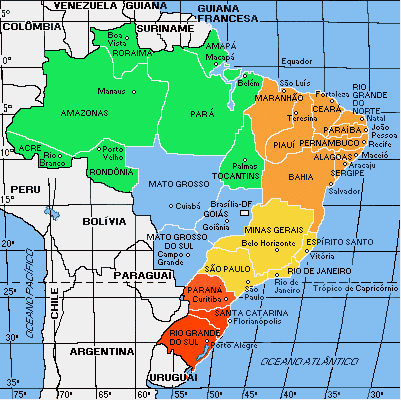 VENEZUELA
GUIANA
GUIANA
FRANCESA
COLÔMBIA
SURINAME
Boa
Vista
RORAIMA
AMAPÁ
Macapá
Equador
0°
Belém
São Luís
Fortaleza
RIO
GRANDE
DO
NORTE
Manaus
MARANHÃO
CEARÁ
5°
AMAZONAS
PARÁ
Teresina
Natal
PARAÍBA
João
Pessoa
ACRE
Rio
Branco
Porto
Velho
PIAUÍ
PERNAMBUCO
Recife
10°
RONDÔNIA
Palmas
TOCANTINS
ALAGOAS
Maceió
Aracaju
SERGIPE
PERU
MATO GROSSO
BAHIA
Salvador
15°
Cuiabá
Brasília-DF
GOIÁS
Goiânia
BOLÍVIA
MINAS GERAIS
Belo Horizonte
20°
MATO GROSSO
DO SUL
Campo
Grande
ESPÍRITO SANTO
Vitória
OCEANO PACÍFICO
CHILE
PARAGUAI
SÃO PAULO
São
Paulo
RIO DE JANEIRO
Rio de
Janeiro
Trópico de Capricórnio
25°
PARANÁ
Curitiba
SANTA CATARINA
Florianópolis
30°
RIO GRANDE
DO SUL
Porto Alegre
ARGENTINA
OCEANO ATLÂNTICO
URUGUAI
35°
75°
70°
65°
60°
55°
50°
45°
40°
35°
30°